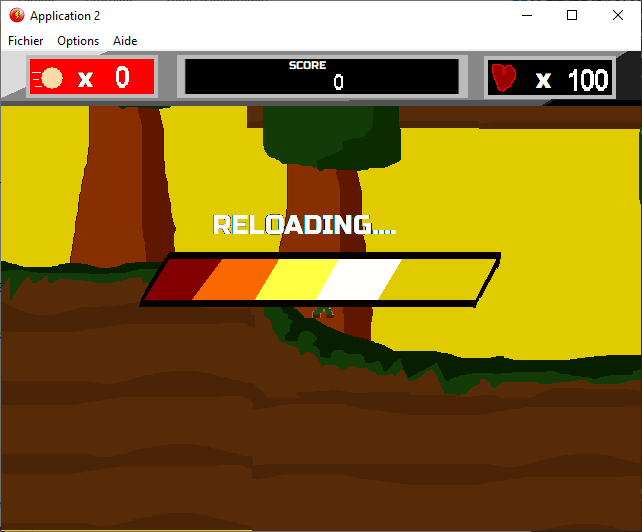 Application 2
Fichier Options Aide
x 0
SCORE
0
x 100
RELOADING....